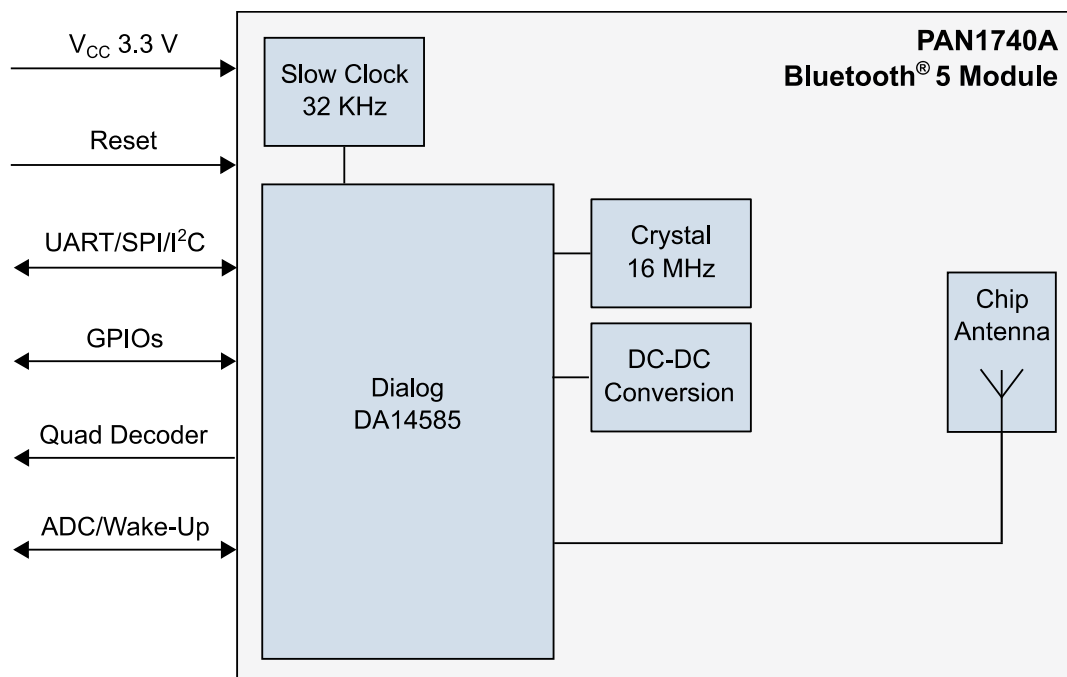 V_CC 3.3 V
Reset
UART/SPI/I²C
GPIOs
Quad Decoder
ADC/Wake-Up
PAN1740A
Bluetooth® 5 Module
Slow Clock
32 KHz
Dialog
DA14585
Crystal
16 MHz
DC-DC
Conversion
Chip
Antenna